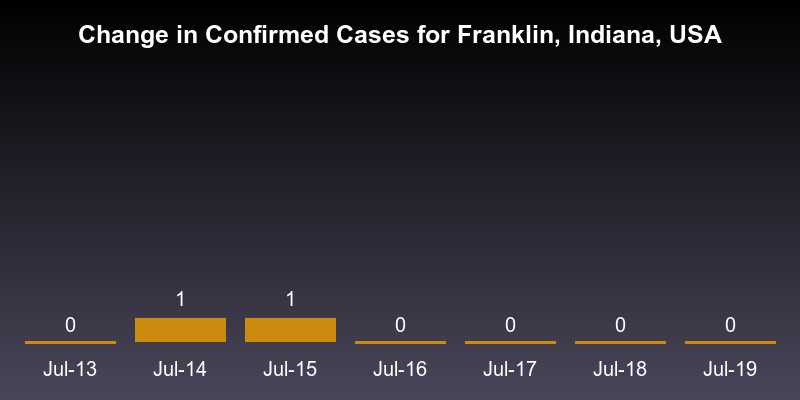 Change in Confirmed Cases for Franklin, Indiana, USA
0 1 1 0 0 0 0
Jul-13 Jul-14 Jul-15 Jul-16 Jul-17 Jul-18 Jul-19